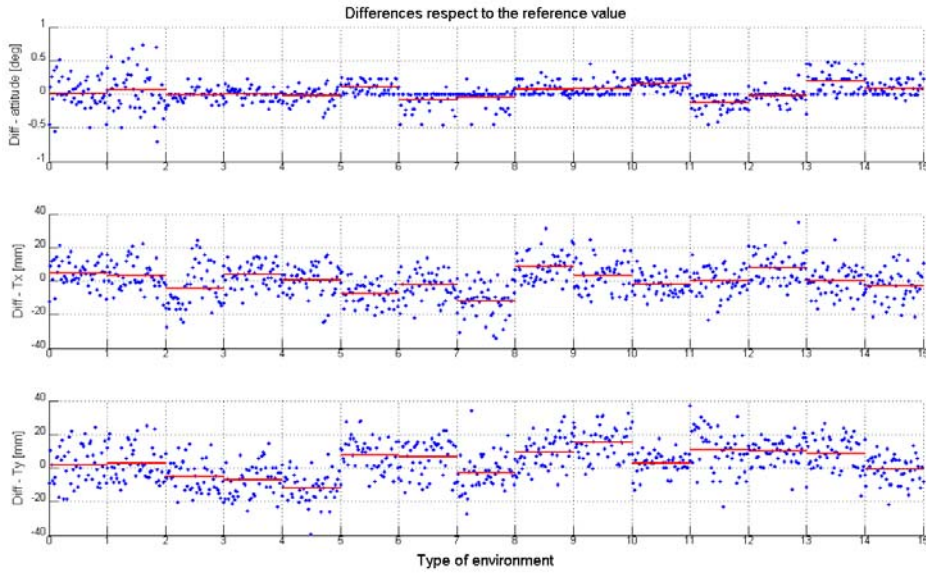 Differences respect to the reference value
Diff - attitude [deg]
1
0.5
0
-0.5
-1
0 1 2 3 4 5 6 7 8 9 10 11 12 13 14 15
Diff - Tx [mm]
40
20
0
-20
-40
0 1 2 3 4 5 6 7 8 9 10 11 12 13 14 15
Diff - Ty [mm]
40
20
0
-20
-40
0 1 2 3 4 5 6 7 8 9 10 11 12 13 14 15
Type of environment